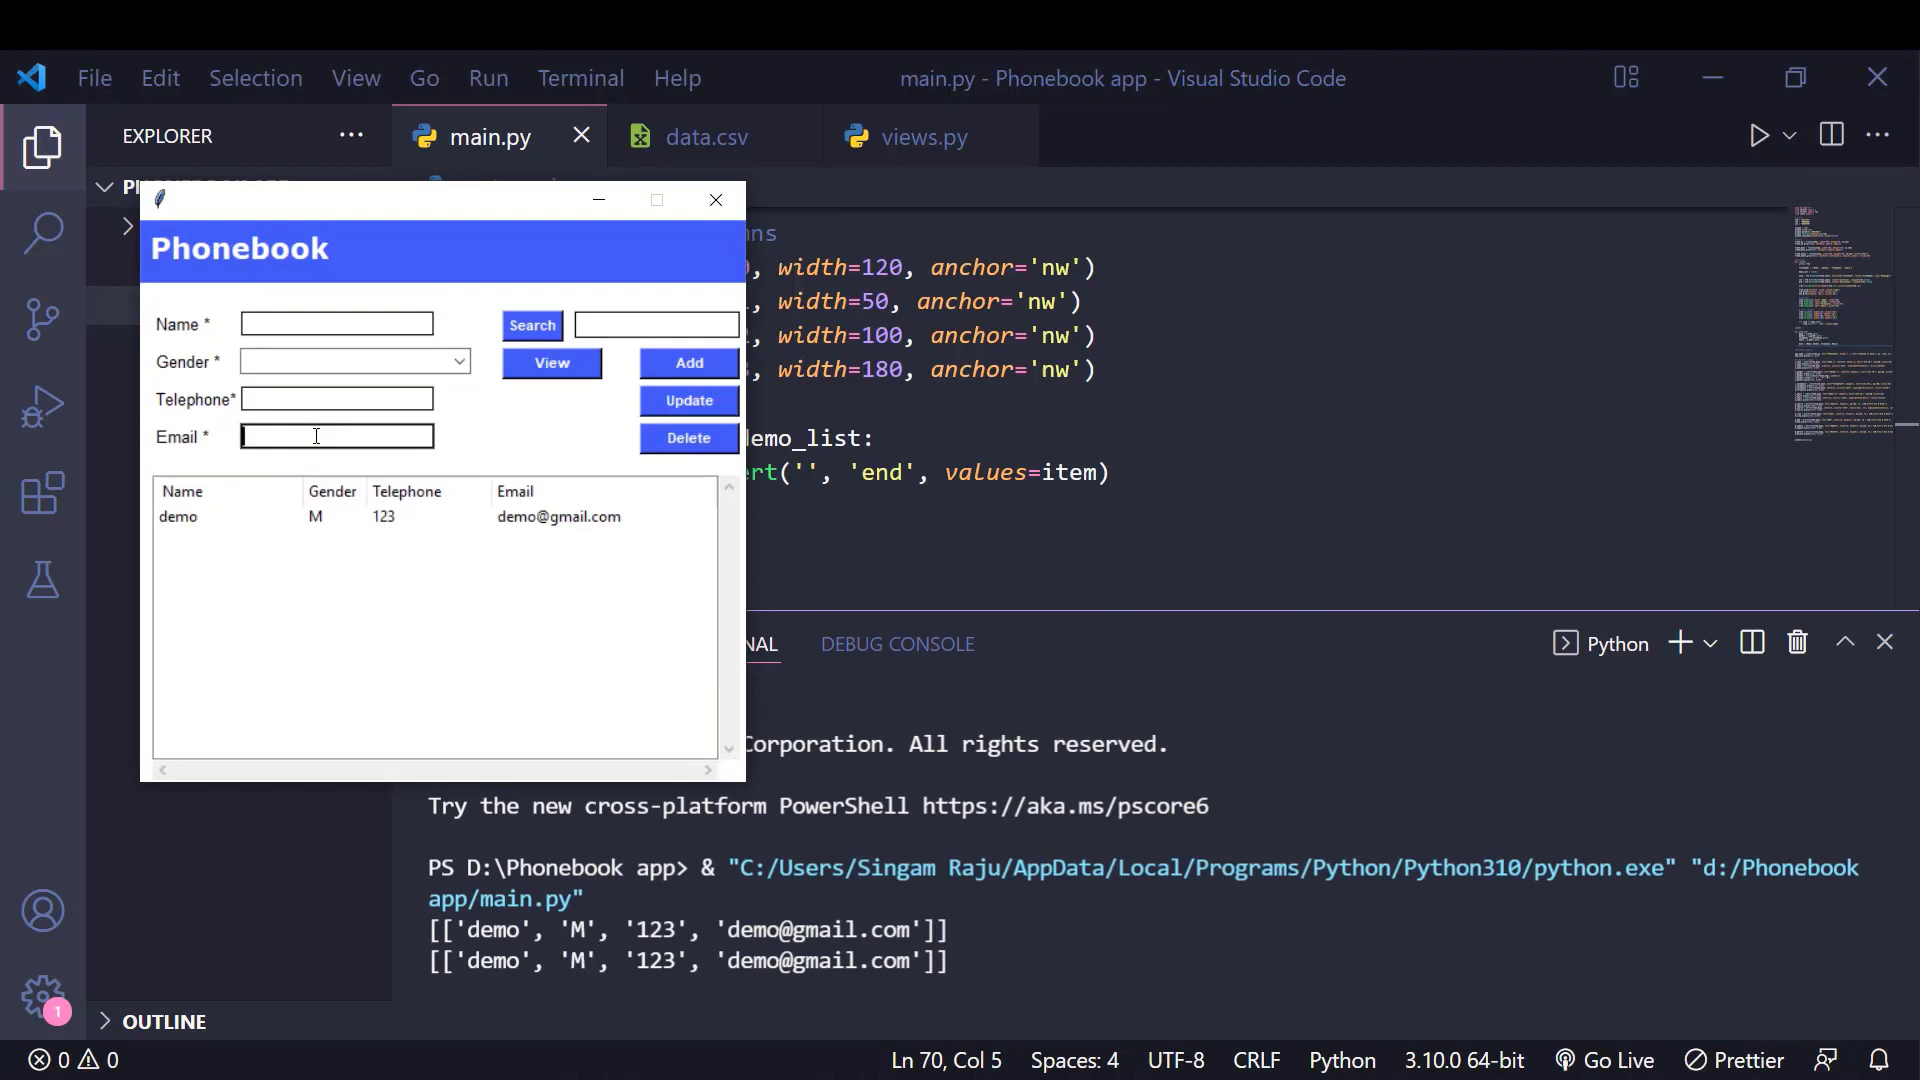 File Edit Selection View Go Run Terminal Help main.py - Phonebook app - Visual Studio Code
EXPLORER ··· main.py data.csv views.py
Phonebook
Name *
Search
Gender *
View Add
Telephone*
Update
Email *
Delete
Name Gender Telephone Email
demo M 123 demo@gmail.com
, width=120, anchor='nw')
, width=50, anchor='nw')
, width=100, anchor='nw')
, width=180, anchor='nw')
demo_list:
ert('', 'end', values=item)
NAL DEBUG CONSOLE Python
Corporation. All rights reserved.
Try the new cross-platform PowerShell https://aka.ms/pscore6
PS D:\Phonebook app> & "C:/Users/Singam Raju/AppData/Local/Programs/Python/Python310/python.exe" "d:/Phonebook
app/main.py"
[['demo', 'M', '123', 'demo@gmail.com']]
[['demo', 'M', '123', 'demo@gmail.com']]
1
OUTLINE
0 0 Ln 70, Col 5 Spaces: 4 UTF-8 CRLF Python 3.10.0 64-bit Go Live Prettier